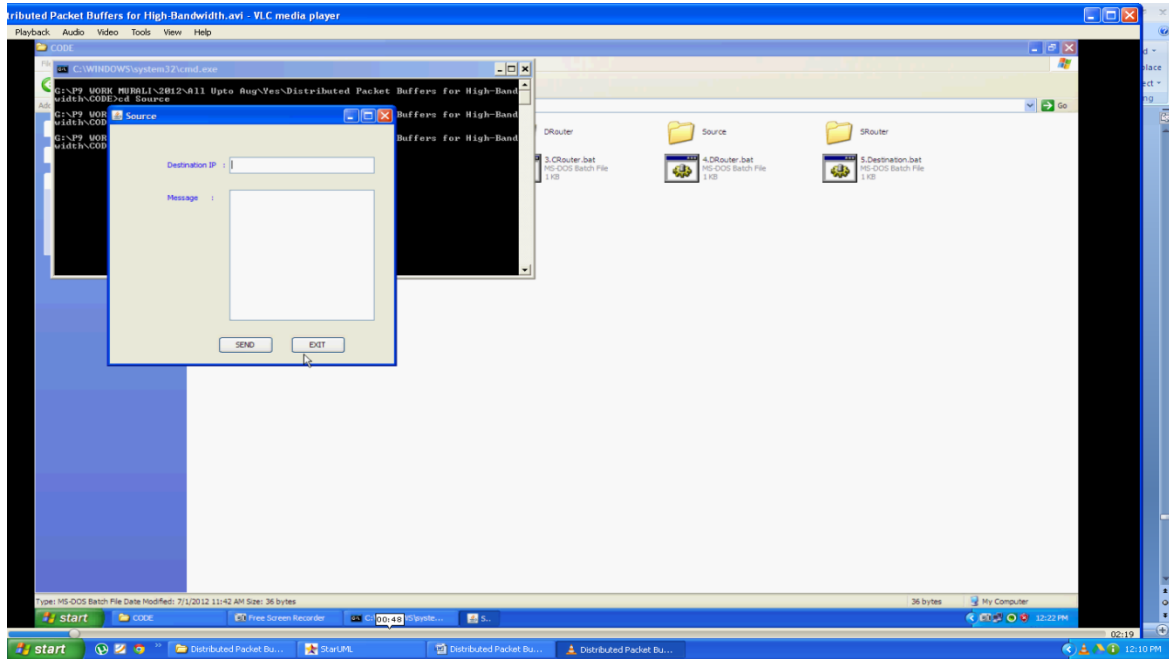 tributed Packet Buffers for High-Bandwidth.avi - VLC media player
Playback Audio Video Tools View Help
CODE
C:\WINDOWS\system32\cmd.exe
G:\P9 WORK MURALI\2012\All Upto Aug\Yes\Distributed Packet Buffers for High-Band
width\CODE>cd Source
G:\P9 WOR
Buffers for High-Band
width\COD
G:\P9 WOR
Buffers for High-Band
width\COD
Source
Destination IP :
Message :
SEND
EXIT
Go
DRouter
Source
SRouter
3.CRouter.bat
MS-DOS Batch File
1 KB
4.DRouter.bat
MS-DOS Batch File
1 KB
5.Destination.bat
MS-DOS Batch File
1 KB
Type: MS-DOS Batch File Date Modified: 7/1/2012 11:42 AM Size: 36 bytes
36 bytes
My Computer
start
CODE
Free Screen Recorder
00:48
S..
12:22 PM
02:19
start
Distributed Packet Bu...
StarUML
Distributed Packet Bu...
Distributed Packet Bu...
12:10 PM